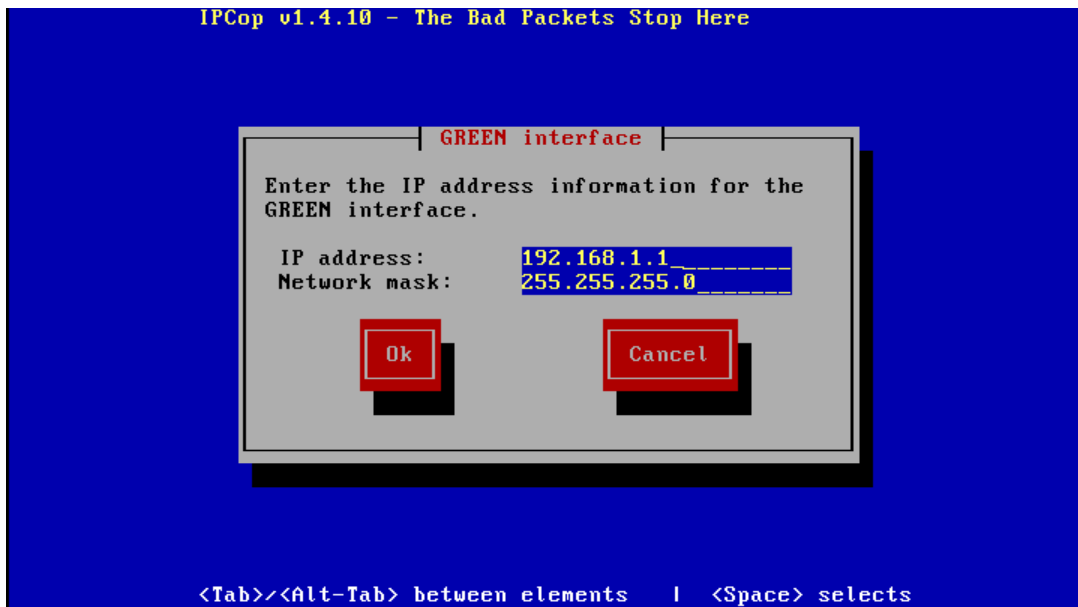 IPCop v1.4.10 - The Bad Packets Stop Here
GREEN interface
Enter the IP address information for the
GREEN interface.
IP address: 192.168.1.1________
Network mask: 255.255.255.0_______
Ok Cancel
<Tab>/<Alt-Tab> between elements | <Space> selects